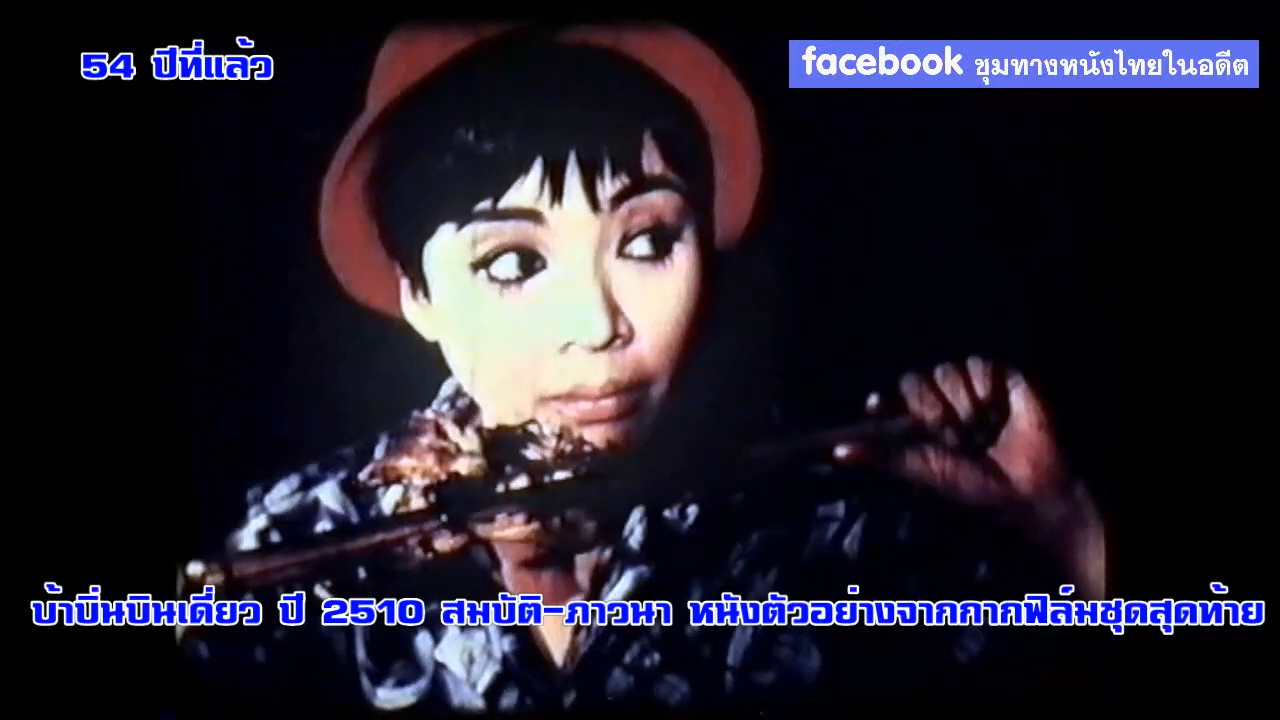 54 ปีที่แล้ว
facebook ชุมทางหนังไทยในอดีต
บ้าบิ่นบินเดี่ยว ปี 2510 สมบัติ-ภาวนา หนังตัวอย่างจากกากฟิล์มชุดสุดท้าย